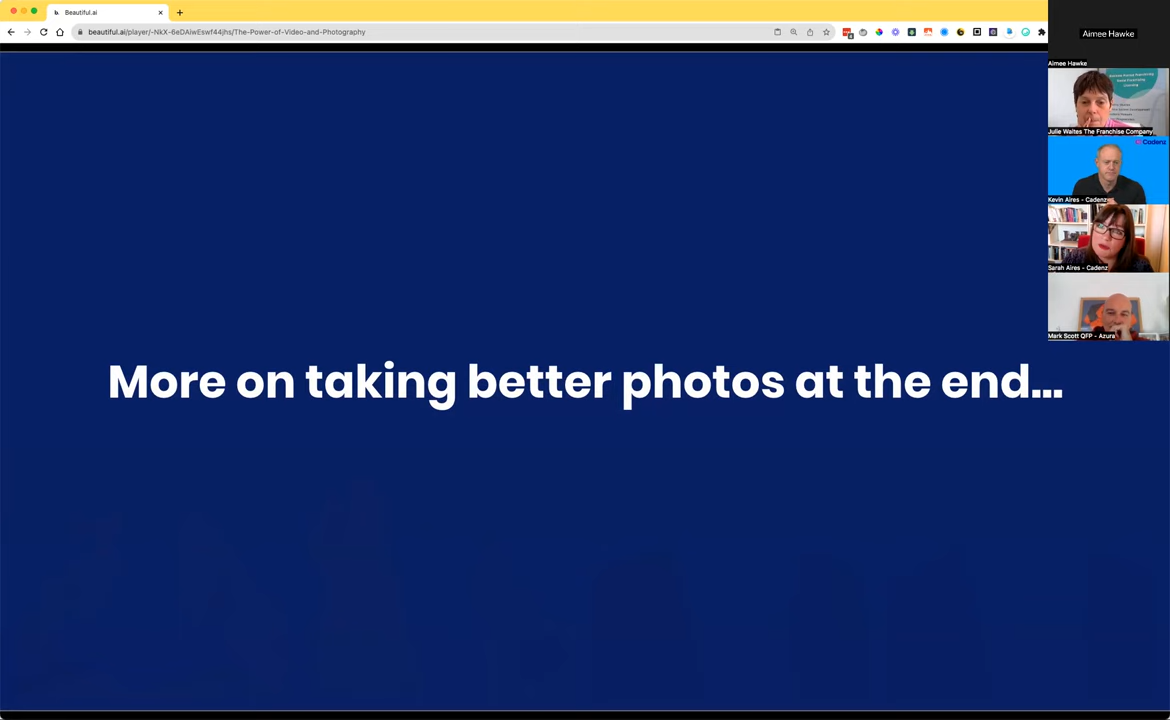 b. Beautiful.ai
beautiful.ai/player/-NkX-6eDAiwEswf44jhs/The-Power-of-Video-and-Photography
Aimee Hawke
Aimee Hawke
Julie Waites The Franchise Company
Cadenz
Kevin Aires - Cadenz
Sarah Aires - Cadenz
Mark Scott QFP - Azura
More on taking better photos at the end...